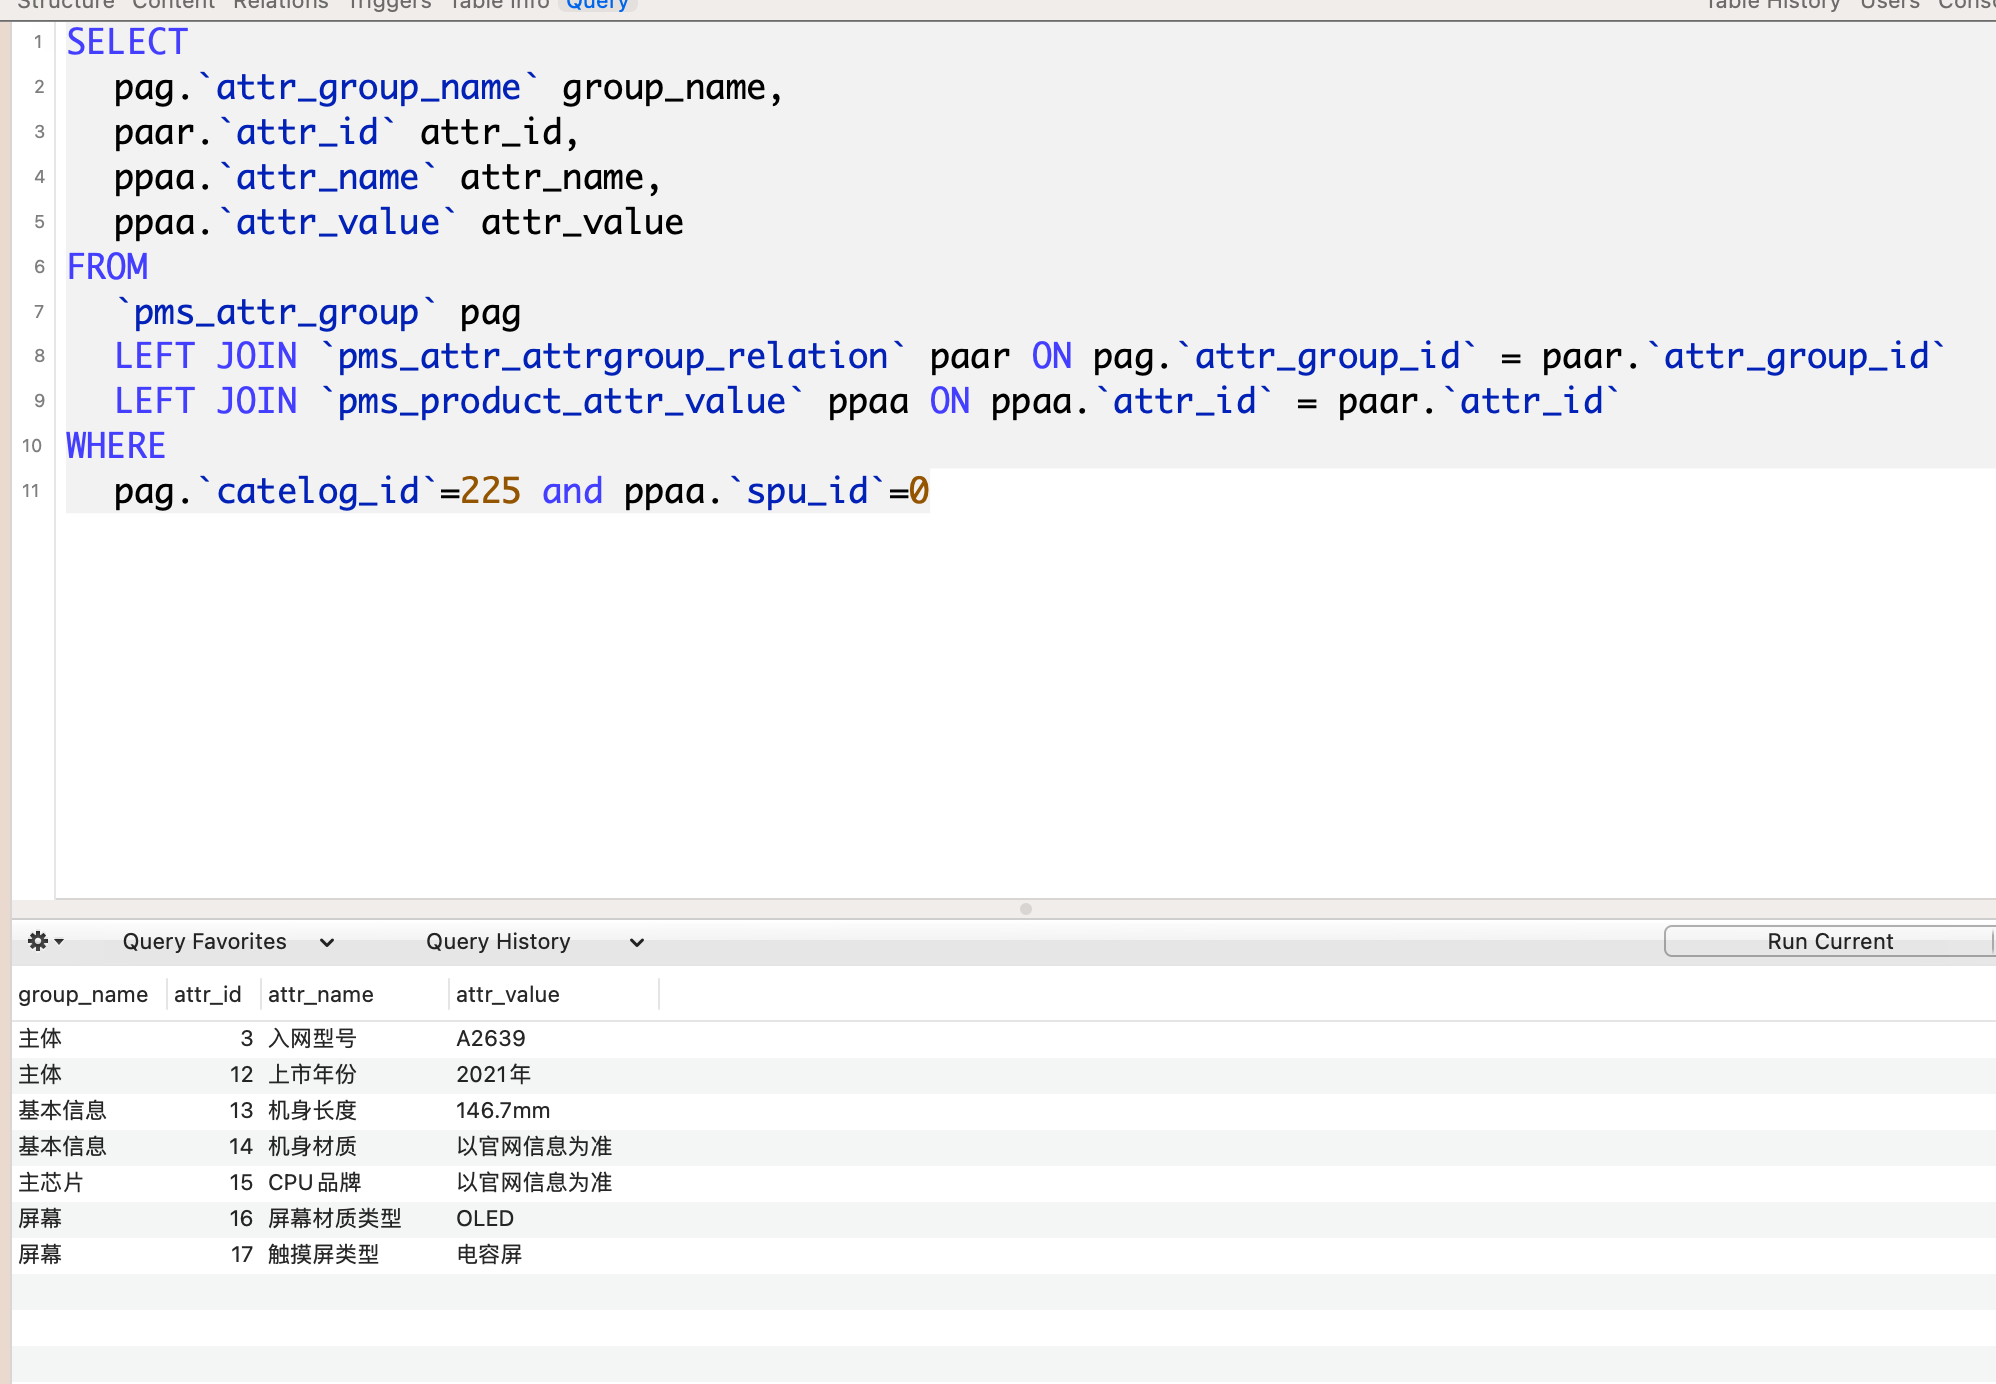 Structure Content Relations Triggers Table Info Query Table History Users
1 SELECT
2 pag.`attr_group_name` group_name,
3 paar.`attr_id` attr_id,
4 ppaa.`attr_name` attr_name,
5 ppaa.`attr_value` attr_value
6 FROM
7 `pms_attr_group` pag
8 LEFT JOIN `pms_attr_attrgroup_relation` paar ON pag.`attr_group_id` = paar.`attr_group_id`
9 LEFT JOIN `pms_product_attr_value` ppaa ON ppaa.`attr_id` = paar.`attr_id`
10 WHERE
11 pag.`catelog_id`=225 and ppaa.`spu_id`=0
Query Favorites Query History Run Current
group_name attr_id attr_name attr_value
主体 3 入网型号 A2639
主体 12 上市年份 2021年
基本信息 13 机身长度 146.7mm
基本信息 14 机身材质 以官网信息为准
主芯片 15 CPU品牌 以官网信息为准
屏幕 16 屏幕材质类型 OLED
屏幕 17 触摸屏类型 电容屏